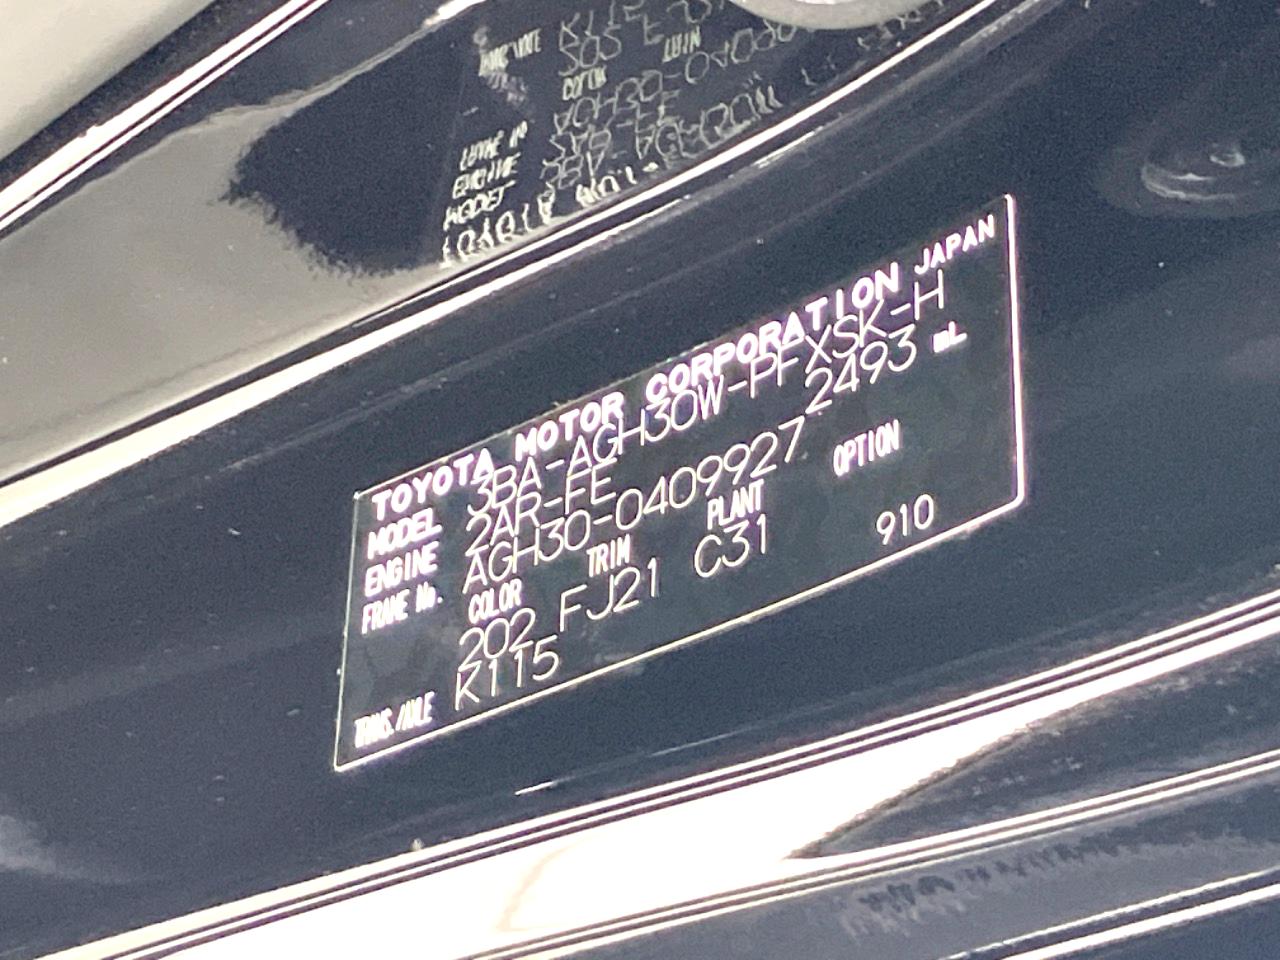 TOYOTA MOTOR CORPORATION JAPAN
MODEL 3BA-AGH30W-PFXSK-H
ENGINE 2AR-FE 2493 mL
FRAME No. AGH30-0409927
COLOR TRIM PLANT OPTION
202 FJ21 C31 910
TRANS./AXLE K115